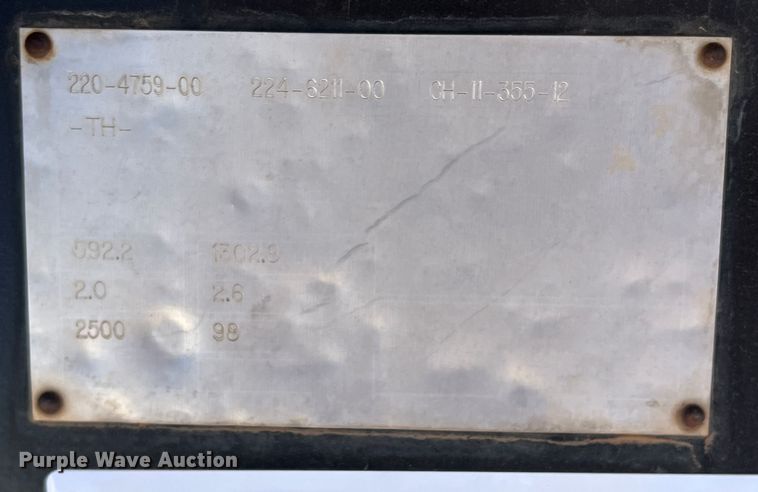 220-4759-00 224-6211-00 CH-11-355-12
-TH-
592.2 1302.8
2.0 2.6
2500 98
Purple Wave Auction